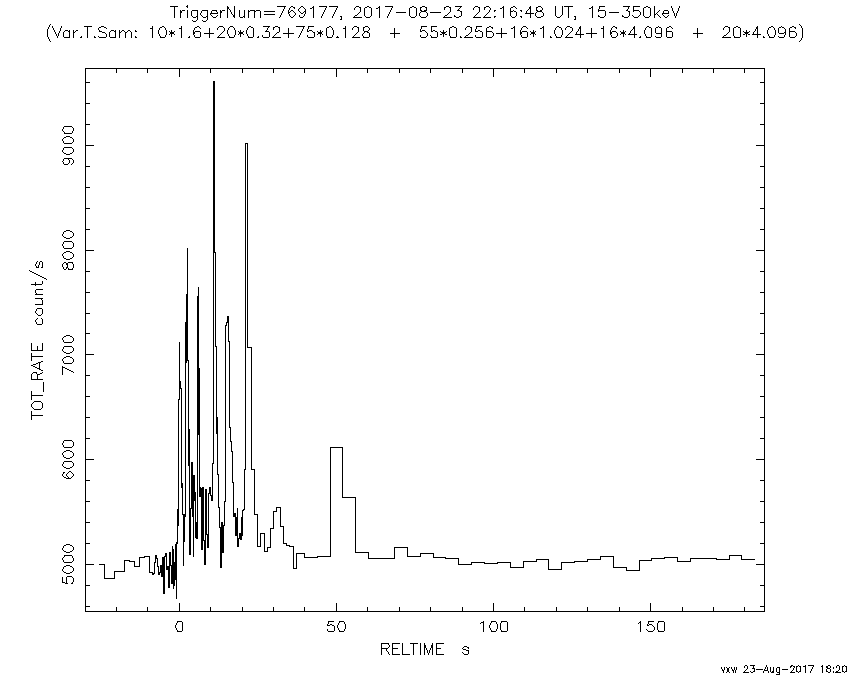 TriggerNum=769177, 2017-08-23 22:16:48 UT, 15-350keV
(Var.T.Sam: 10*1.6+20*0.32+75*0.128 + 55*0.256+16*1.024+16*4.096 + 20*4.096)
TOT_RATE count/s
9000
8000
7000
6000
5000
0 50 100 150
RELTIME s
vxw 23-Aug-2017 18:20